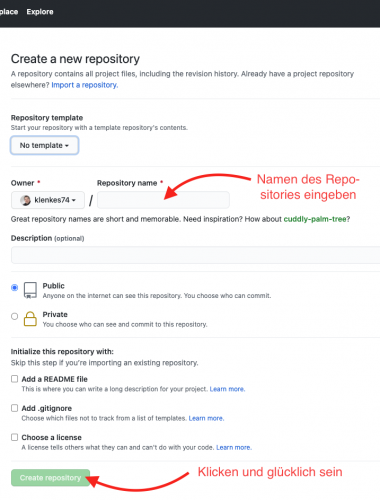 place Explore
Create a new repository
A repository contains all project files, including the revision history. Already have a project repository
elsewhere? Import a repository.
Repository template
Start your repository with a template repository's contents.
No template
Owner * Repository name *
klenkes74 /
Namen des Repo-
sitories eingeben
Great repository names are short and memorable. Need inspiration? How about cuddly-palm-tree?
Description (optional)
Public
Anyone on the internet can see this repository. You choose who can commit.
Private
You choose who can see and commit to this repository.
Initialize this repository with:
Skip this step if you're importing an existing repository.
Add a README file
This is where you can write a long description for your project. Learn more.
Add .gitignore
Choose which files not to track from a list of templates. Learn more.
Choose a license
A license tells others what they can and can't do with your code. Learn more.
Create repository
Klicken und glücklich sein